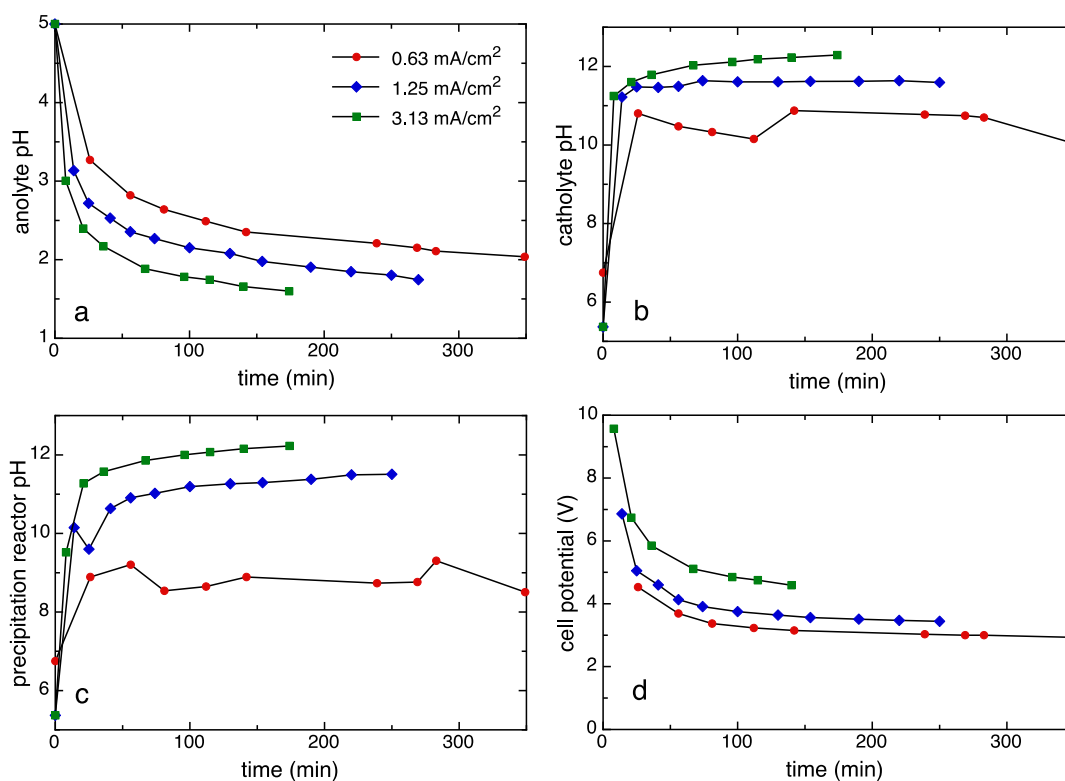 5
4
3
2
1
0
100
200
300
anolyte pH
time (min)
a
0.63 mA/cm²
1.25 mA/cm²
3.13 mA/cm²
12
10
8
6
0
100
200
300
catholyte pH
time (min)
b
12
10
8
6
0
100
200
300
precipitation reactor pH
time (min)
c
10
8
6
4
2
0
0
100
200
300
cell potential (V)
time (min)
d